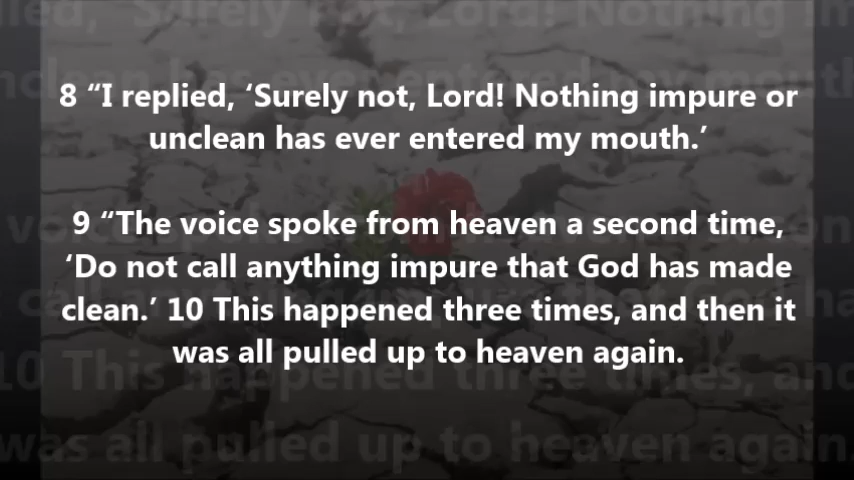 8 “I replied, ‘Surely not, Lord! Nothing impure or
unclean has ever entered my mouth.’
9 “The voice spoke from heaven a second time,
‘Do not call anything impure that God has made
clean.’ 10 This happened three times, and then it
was all pulled up to heaven again.